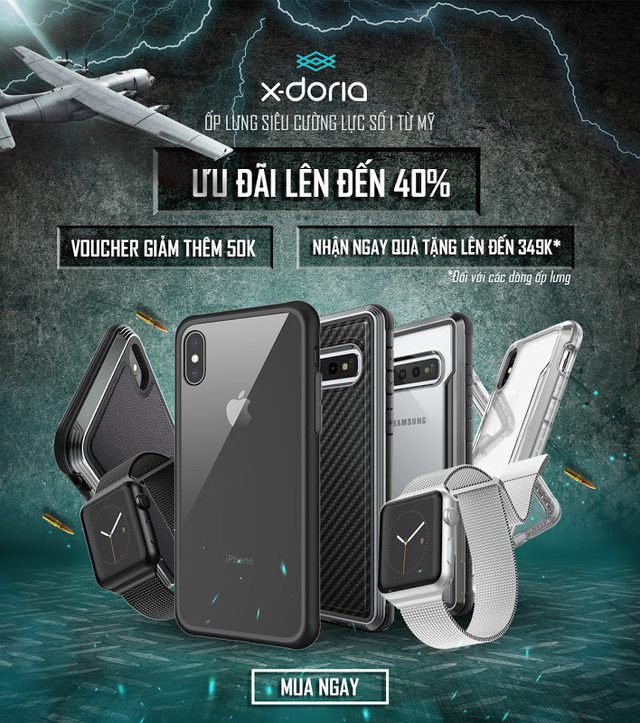 x-doria
ỐP LƯNG SIÊU CƯỜNG LỰC SỐ 1 TỪ MỸ
ƯU ĐÃI LÊN ĐẾN 40%
VOUCHER GIẢM THÊM 50K
NHẬN NGAY QUÀ TẶNG LÊN ĐẾN 349K*
*Đối với các dòng ốp lưng
SAMSUNG
iPhone
MUA NGAY